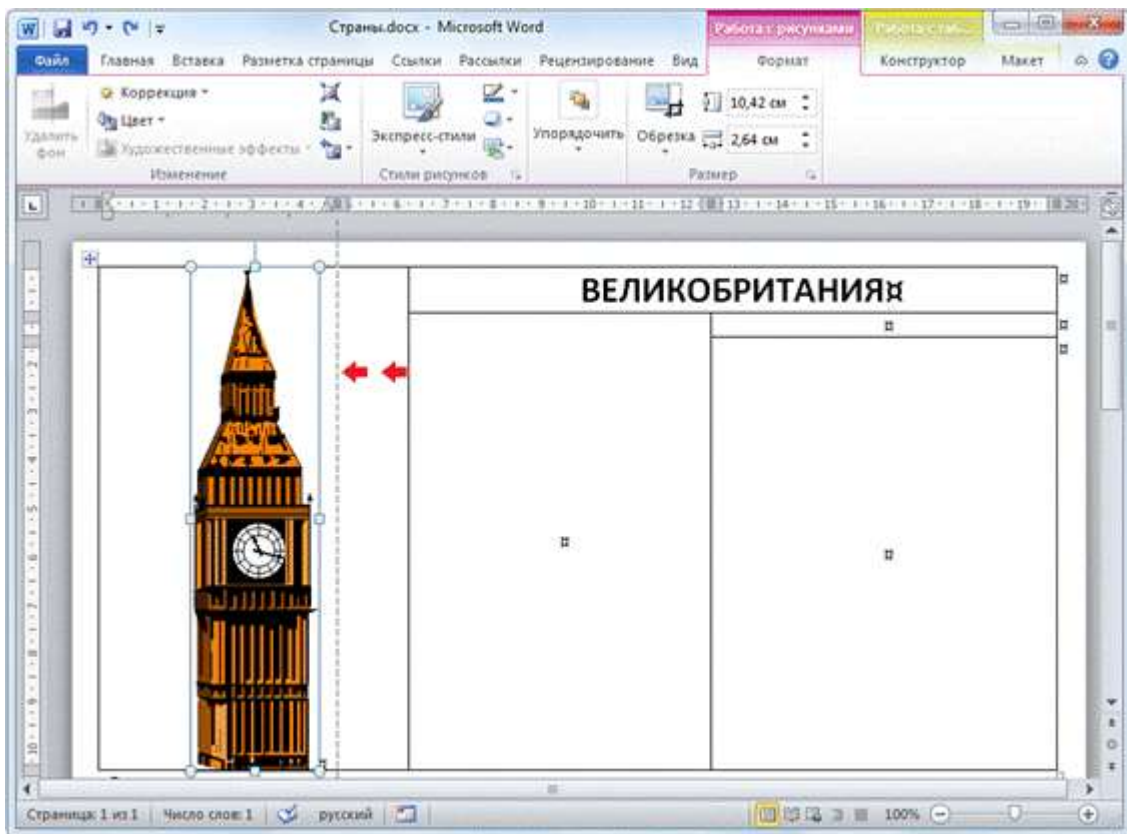 Страны.docx - Microsoft Word
Работа с рисунками
Файл Главная Вставка Разметка страницы Ссылки Рассылки Рецензирование Вид Формат Конструктор Макет
Удалить фон
Коррекция
Цвет
Художественные эффекты
Экспресс-стили
Упорядочить
Обрезка
10,42 см
2,64 см
Изменение Стили рисунков Размер
ВЕЛИКОБРИТАНИЯ¤
Страница: 1 из 1 Число слов: 1 русский 100%